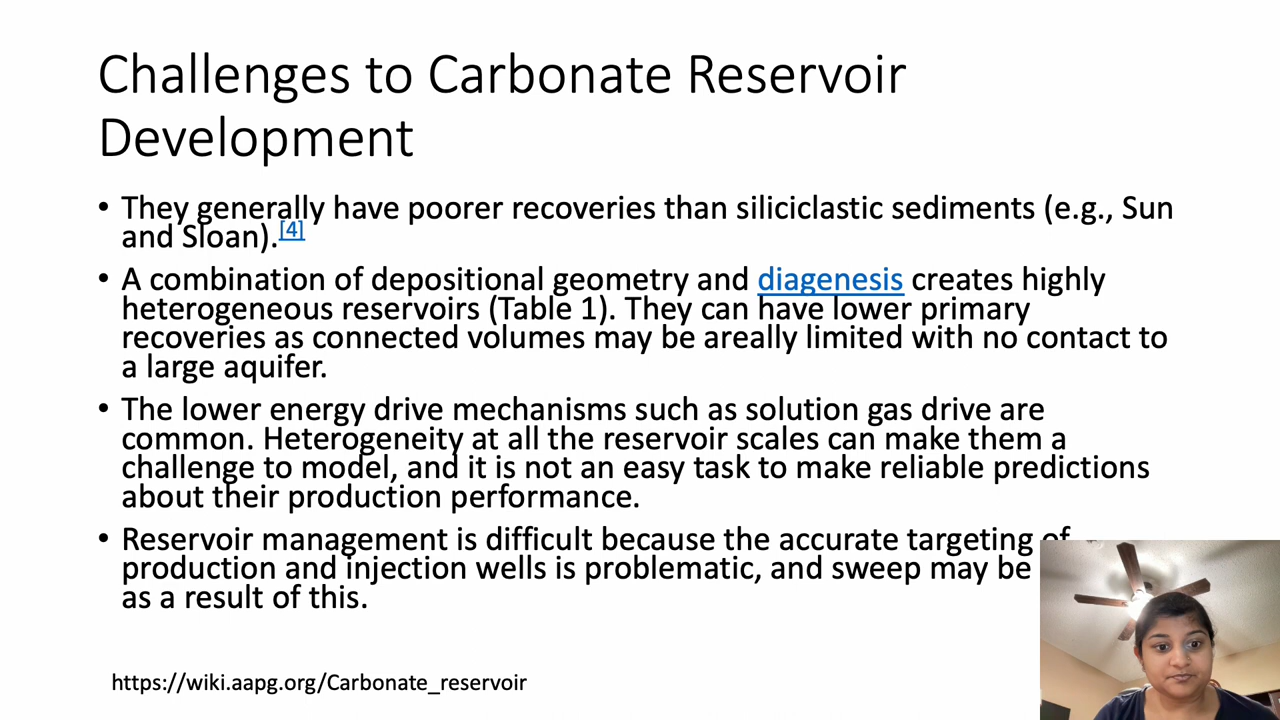 Challenges to Carbonate Reservoir
Development
• They generally have poorer recoveries than siliciclastic sediments (e.g., Sun
and Sloan).[4]
• A combination of depositional geometry and diagenesis creates highly
heterogeneous reservoirs (Table 1). They can have lower primary
recoveries as connected volumes may be areally limited with no contact to
a large aquifer.
• The lower energy drive mechanisms such as solution gas drive are
common. Heterogeneity at all the reservoir scales can make them a
challenge to model, and it is not an easy task to make reliable predictions
about their production performance.
• Reservoir management is difficult because the accurate targeting of
production and injection wells is problematic, and sweep may be
as a result of this.
https://wiki.aapg.org/Carbonate_reservoir